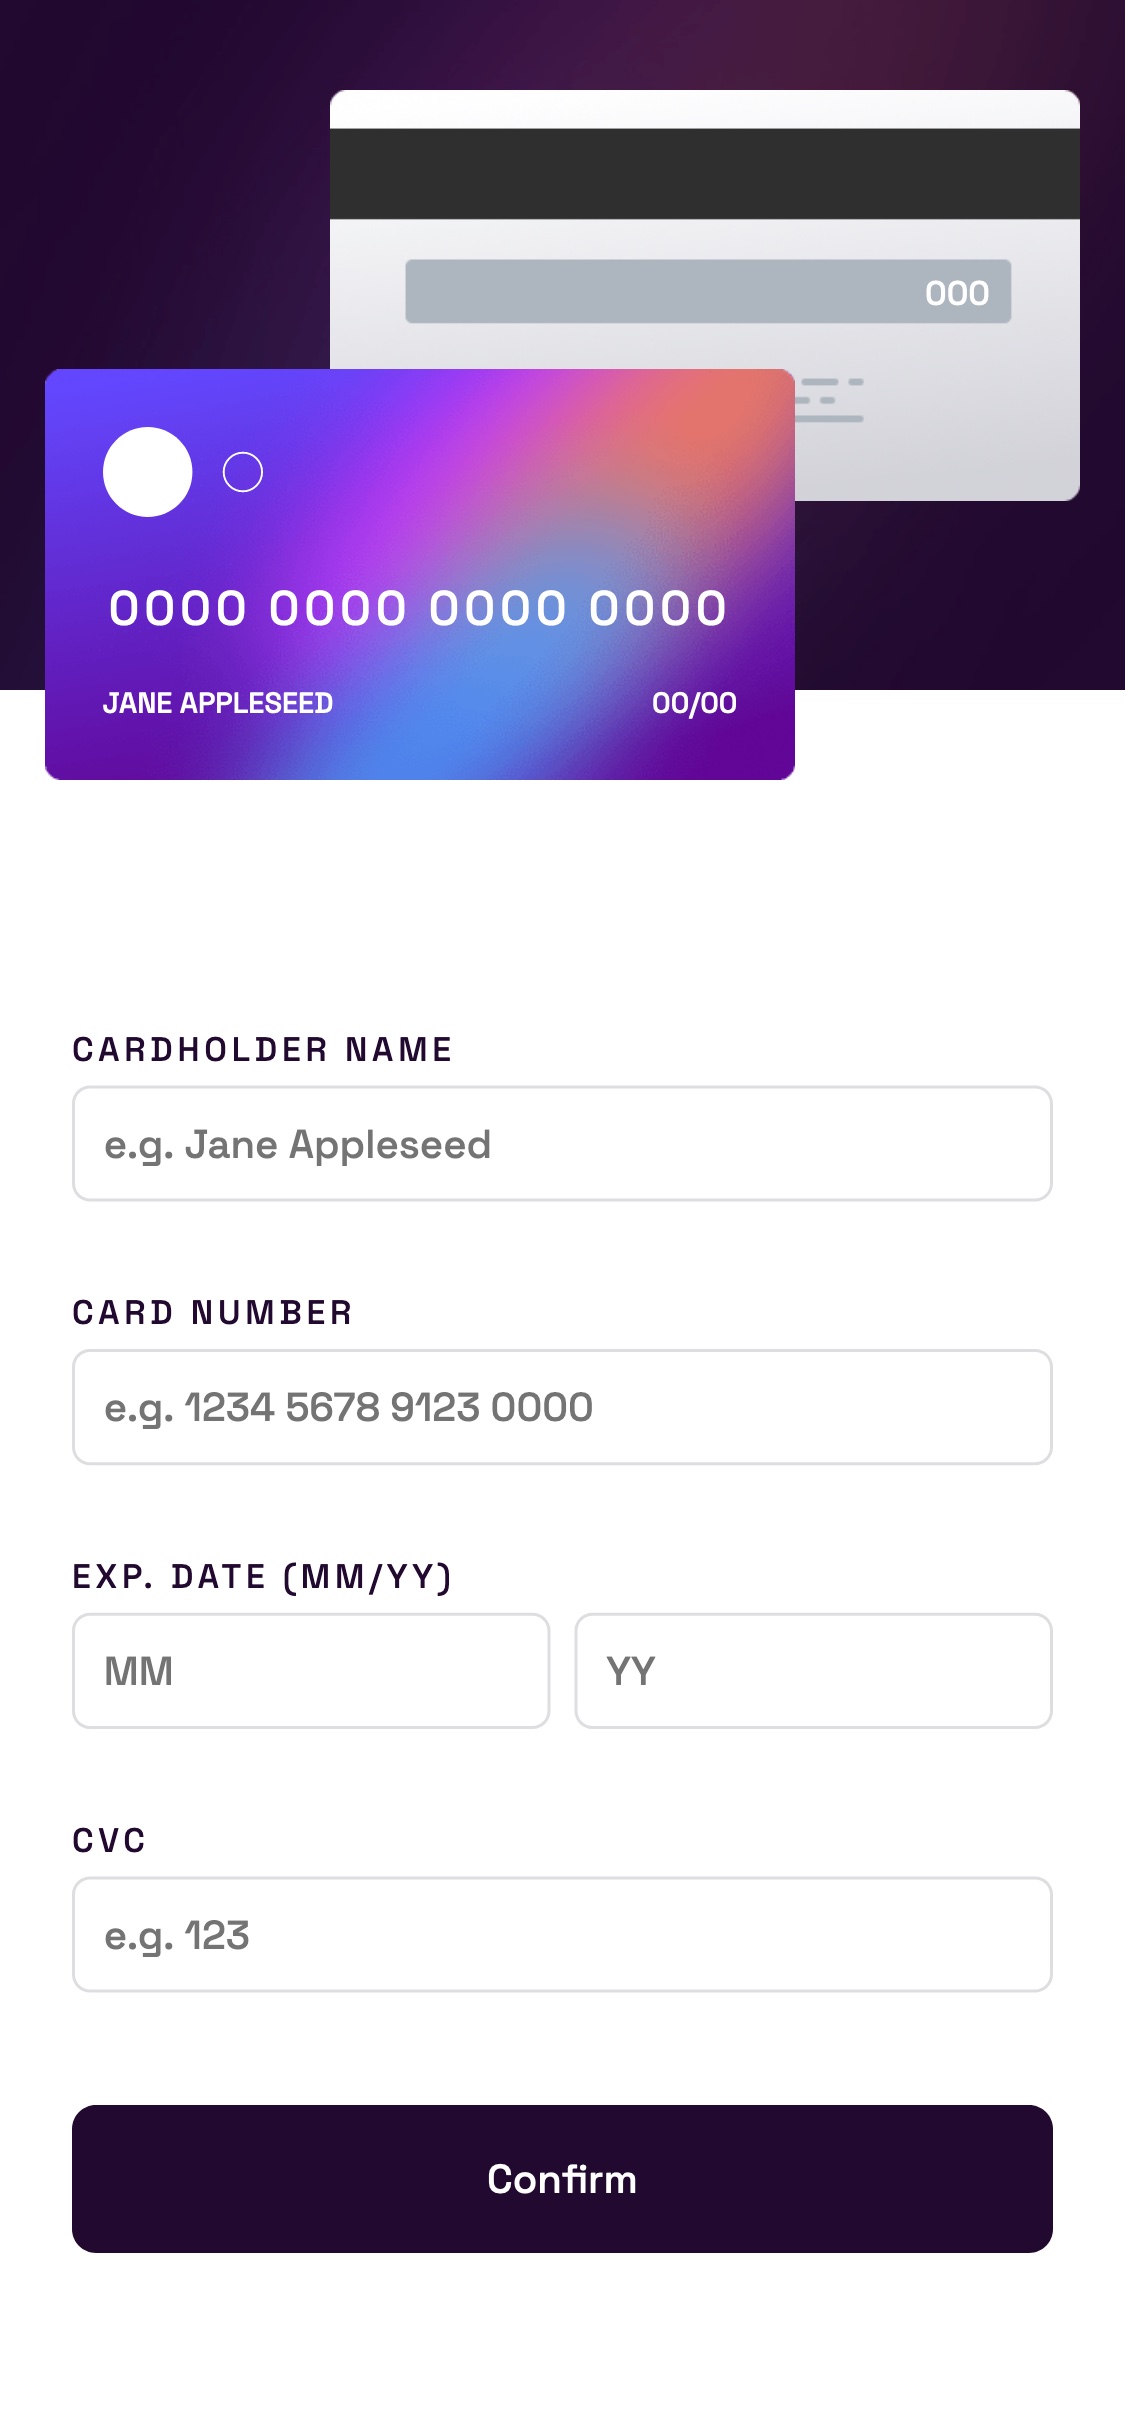 000
0000 0000 0000 0000
JANE APPLESEED 00/00
CARDHOLDER NAME
e.g. Jane Appleseed
CARD NUMBER
e.g. 1234 5678 9123 0000
EXP. DATE (MM/YY)
MM YY
CVC
e.g. 123
Confirm